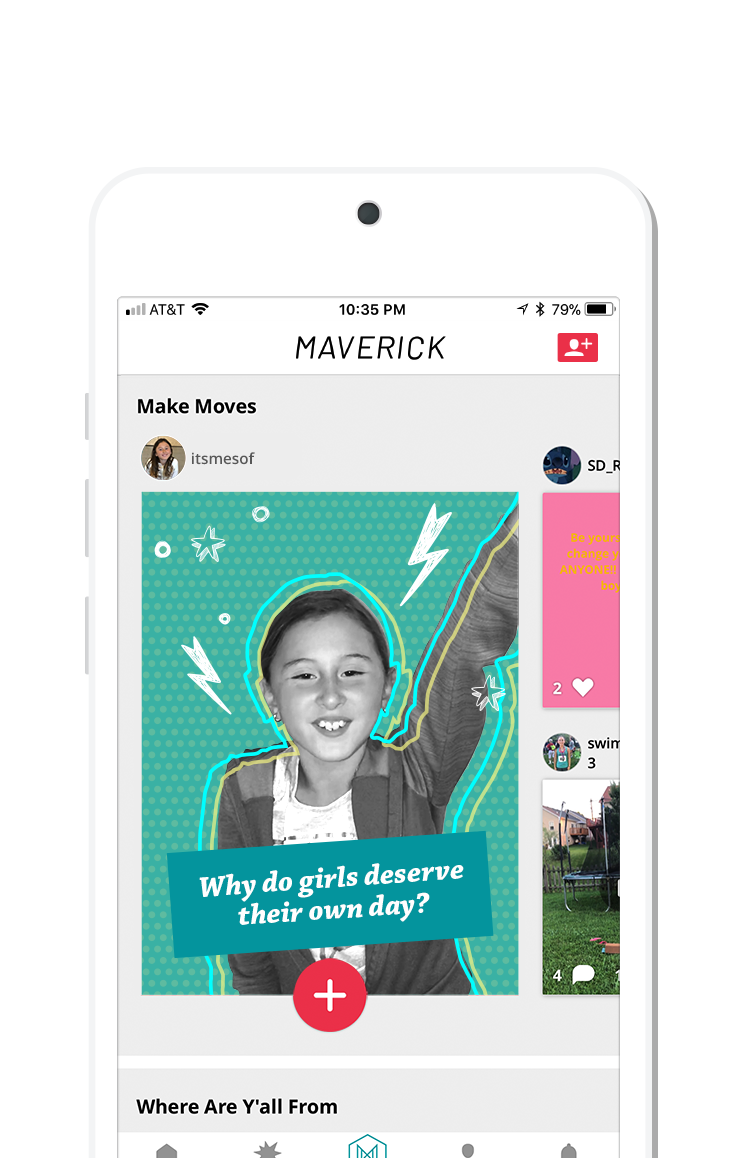 AT&T 10:35 PM 79%
MAVERICK
Make Moves
itsmesof
SD_R
Be yours
change y
ANYONE!!
boy
2
Why do girls deserve
their own day?
swim
3
4
Where Are Y'all From